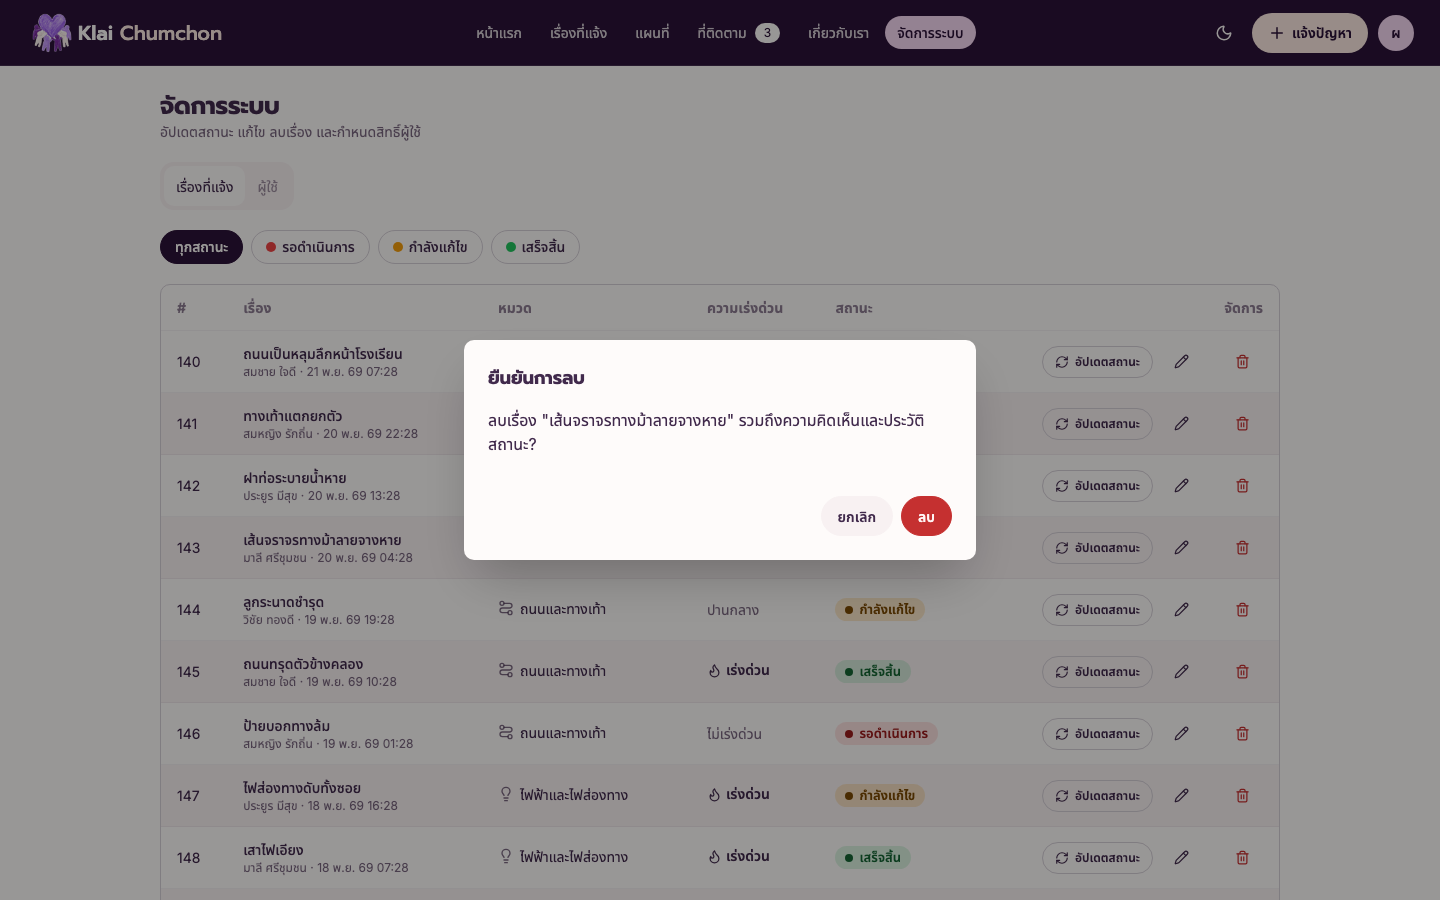 Klai Chumchon
หน้าแรก
เรื่องที่แจ้ง
แผนที่
ที่ติดตาม 3
เกี่ยวกับเรา
จัดการระบบ
แจ้งปัญหา
ผ
จัดการระบบ
อัปเดตสถานะ แก้ไข ลบเรื่อง และกำหนดสิทธิ์ผู้ใช้
เรื่องที่แจ้ง
ผู้ใช้
ทุกสถานะ
รอดำเนินการ
กำลังแก้ไข
เสร็จสิ้น
# เรื่อง หมวด ความเร่งด่วน สถานะ จัดการ
140 ถนนเป็นหลุมลึกหน้าโรงเรียน
สมชาย ใจดี · 21 พ.ย. 69 07:28
อัปเดตสถานะ
141 ทางเท้าแตกยกตัว
สมหญิง รักถิ่น · 20 พ.ย. 69 22:28
อัปเดตสถานะ
142 ฝาท่อระบายน้ำหาย
ประยูร มีสุข · 20 พ.ย. 69 13:28
อัปเดตสถานะ
143 เส้นจราจรทางม้าลายจางหาย
มาลี ศรีชุมชน · 20 พ.ย. 69 04:28
อัปเดตสถานะ
ยืนยันการลบ
ลบเรื่อง "เส้นจราจรทางม้าลายจางหาย" รวมถึงความคิดเห็นและประวัติ
สถานะ?
ยกเลิก
ลบ
144 ลูกระนาดชำรุด
วิชัย ทองดี · 19 พ.ย. 69 19:28
ถนนและทางเท้า ปานกลาง กำลังแก้ไข อัปเดตสถานะ
145 ถนนทรุดตัวข้างคลอง
สมชาย ใจดี · 19 พ.ย. 69 10:28
ถนนและทางเท้า เร่งด่วน เสร็จสิ้น อัปเดตสถานะ
146 ป้ายบอกทางล้ม
สมหญิง รักถิ่น · 19 พ.ย. 69 01:28
ถนนและทางเท้า ไม่เร่งด่วน รอดำเนินการ อัปเดตสถานะ
147 ไฟส่องทางดับทั้งซอย
ประยูร มีสุข · 18 พ.ย. 69 16:28
ไฟฟ้าและไฟส่องทาง เร่งด่วน กำลังแก้ไข อัปเดตสถานะ
148 เสาไฟเอียง
มาลี ศรีชุมชน · 18 พ.ย. 69 07:28
ไฟฟ้าและไฟส่องทาง เร่งด่วน เสร็จสิ้น อัปเดตสถานะ